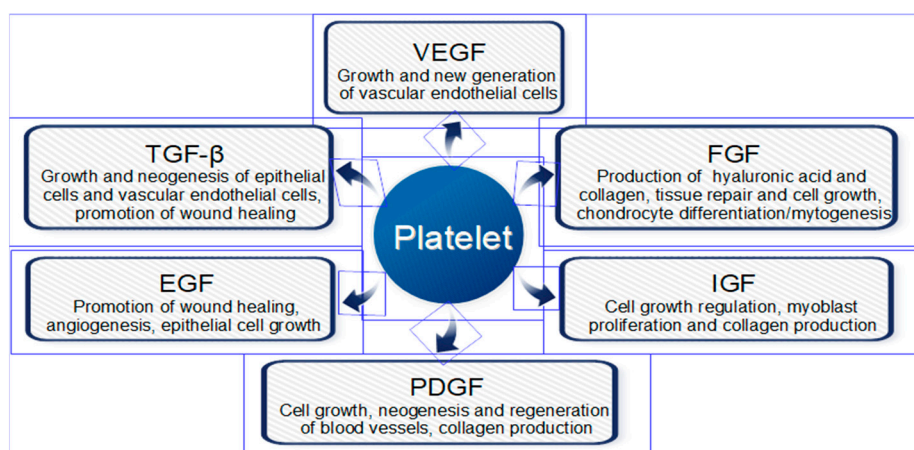 VEGF
Growth and new generation
of vascular endothelial cells
TGF-β
Growth and neogenesis of epithelial
cells and vascular endothelial cells,
promotion of wound healing
FGF
Production of hyaluronic acid and
collagen, tissue repair and cell growth,
chondrocyte differentiation/mytogenesis
Platelet
EGF
Promotion of wound healing,
angiogenesis, epithelial cell growth
IGF
Cell growth regulation, myoblast
proliferation and collagen production
PDGF
Cell growth, neogenesis and regeneration
of blood vessels, collagen production